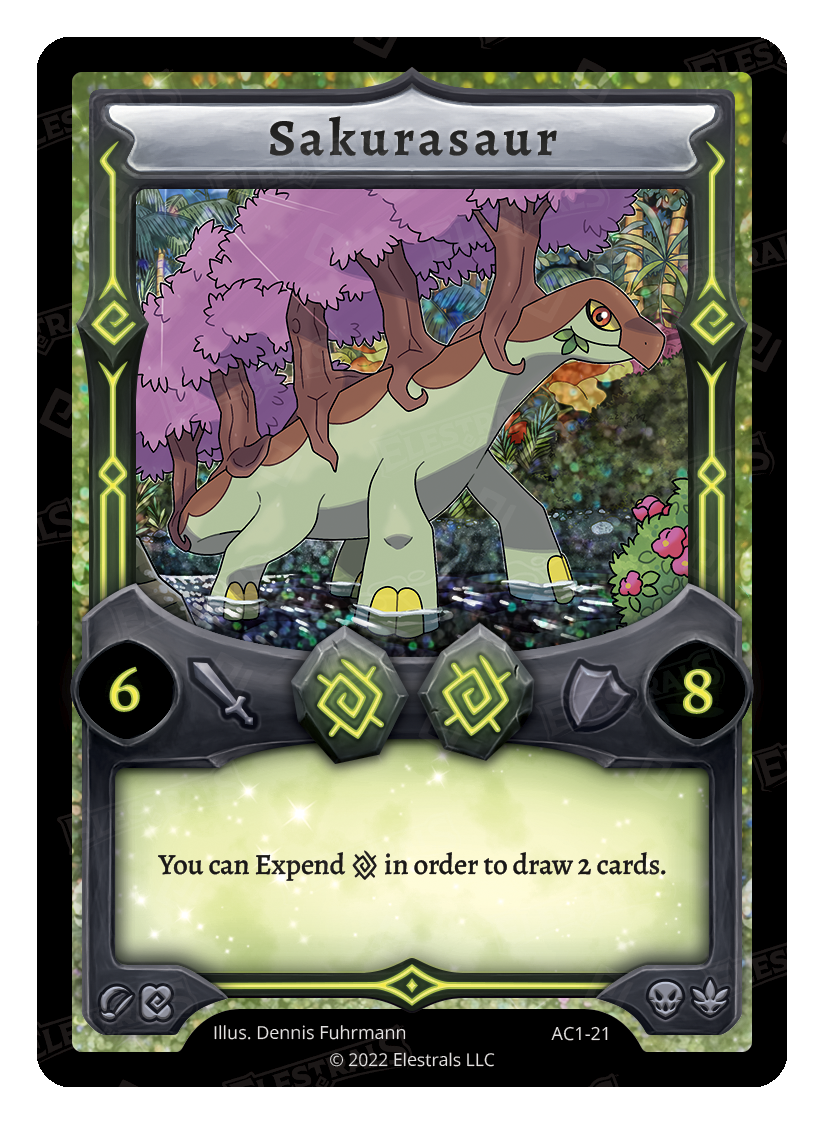 Sakurasaur
6
8
You can Expend in order to draw 2 cards.
Illus. Dennis Fuhrmann
AC1-21
© 2022 Elestrals LLC
ELESTRALS